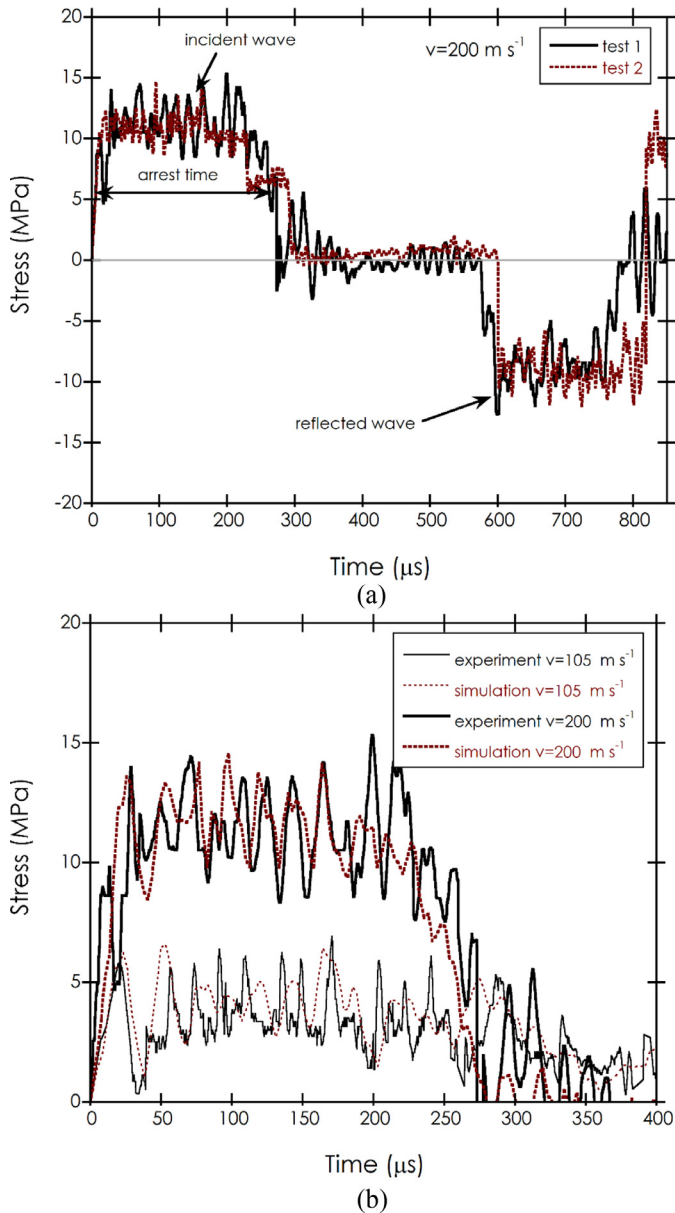 incident wave
v=200 m s⁻¹
test 1
test 2
arrest time
reflected wave
Stress (MPa)
20
15
10
5
0
-5
-10
-15
-20
0 100 200 300 400 500 600 700 800
Time (μs)
(a)
experiment v=105 m s⁻¹
simulation v=105 m s⁻¹
experiment v=200 m s⁻¹
simulation v=200 m s⁻¹
Stress (MPa)
20
15
10
5
0
0 50 100 150 200 250 300 350 400
Time (μs)
(b)